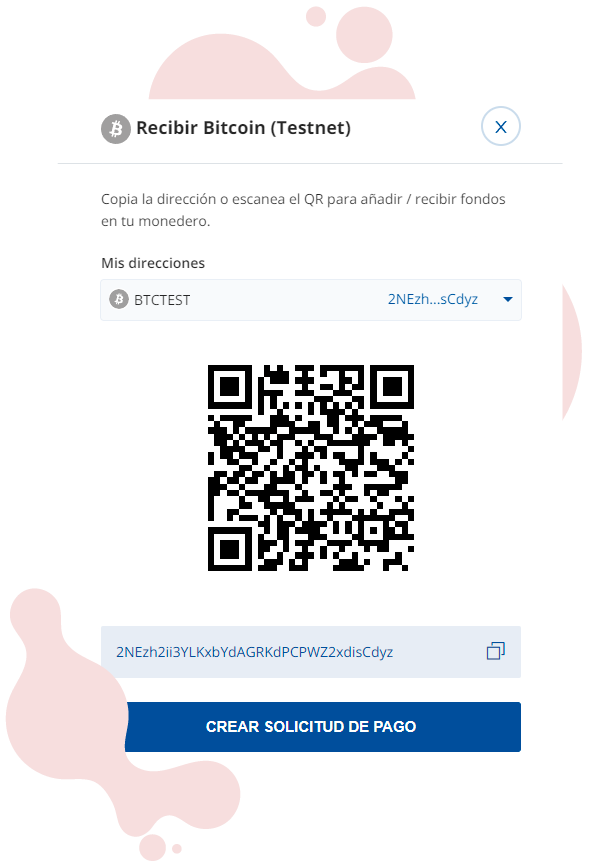 Recibir Bitcoin (Testnet)
X
Copia la dirección o escanea el QR para añadir / recibir fondos
en tu monedero.
Mis direcciones
BTCTEST 2NEzh...sCdyz
2NEzh2ii3YLKxbYdAGRKdPCPWZ2xdisCdyz
CREAR SOLICITUD DE PAGO